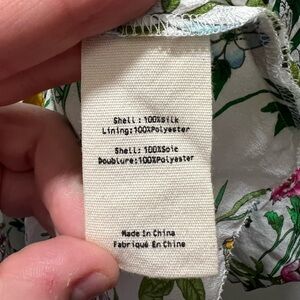 Shell: 100%Silk
Lining:100%Polyester
Shell: 100%Soie
Doublure:100%Polyester
Made In China
Fabriqué En Chine